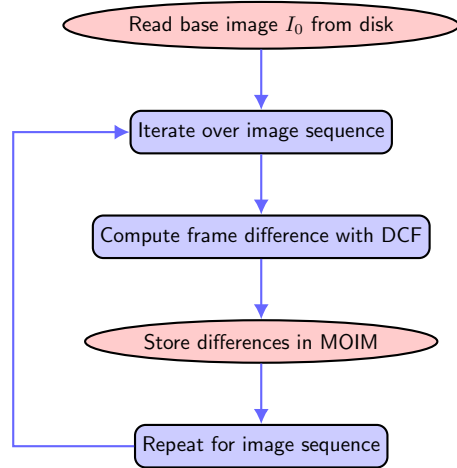 Read base image I₀ from disk
Iterate over image sequence
Compute frame difference with DCF
Store differences in MOIM
Repeat for image sequence